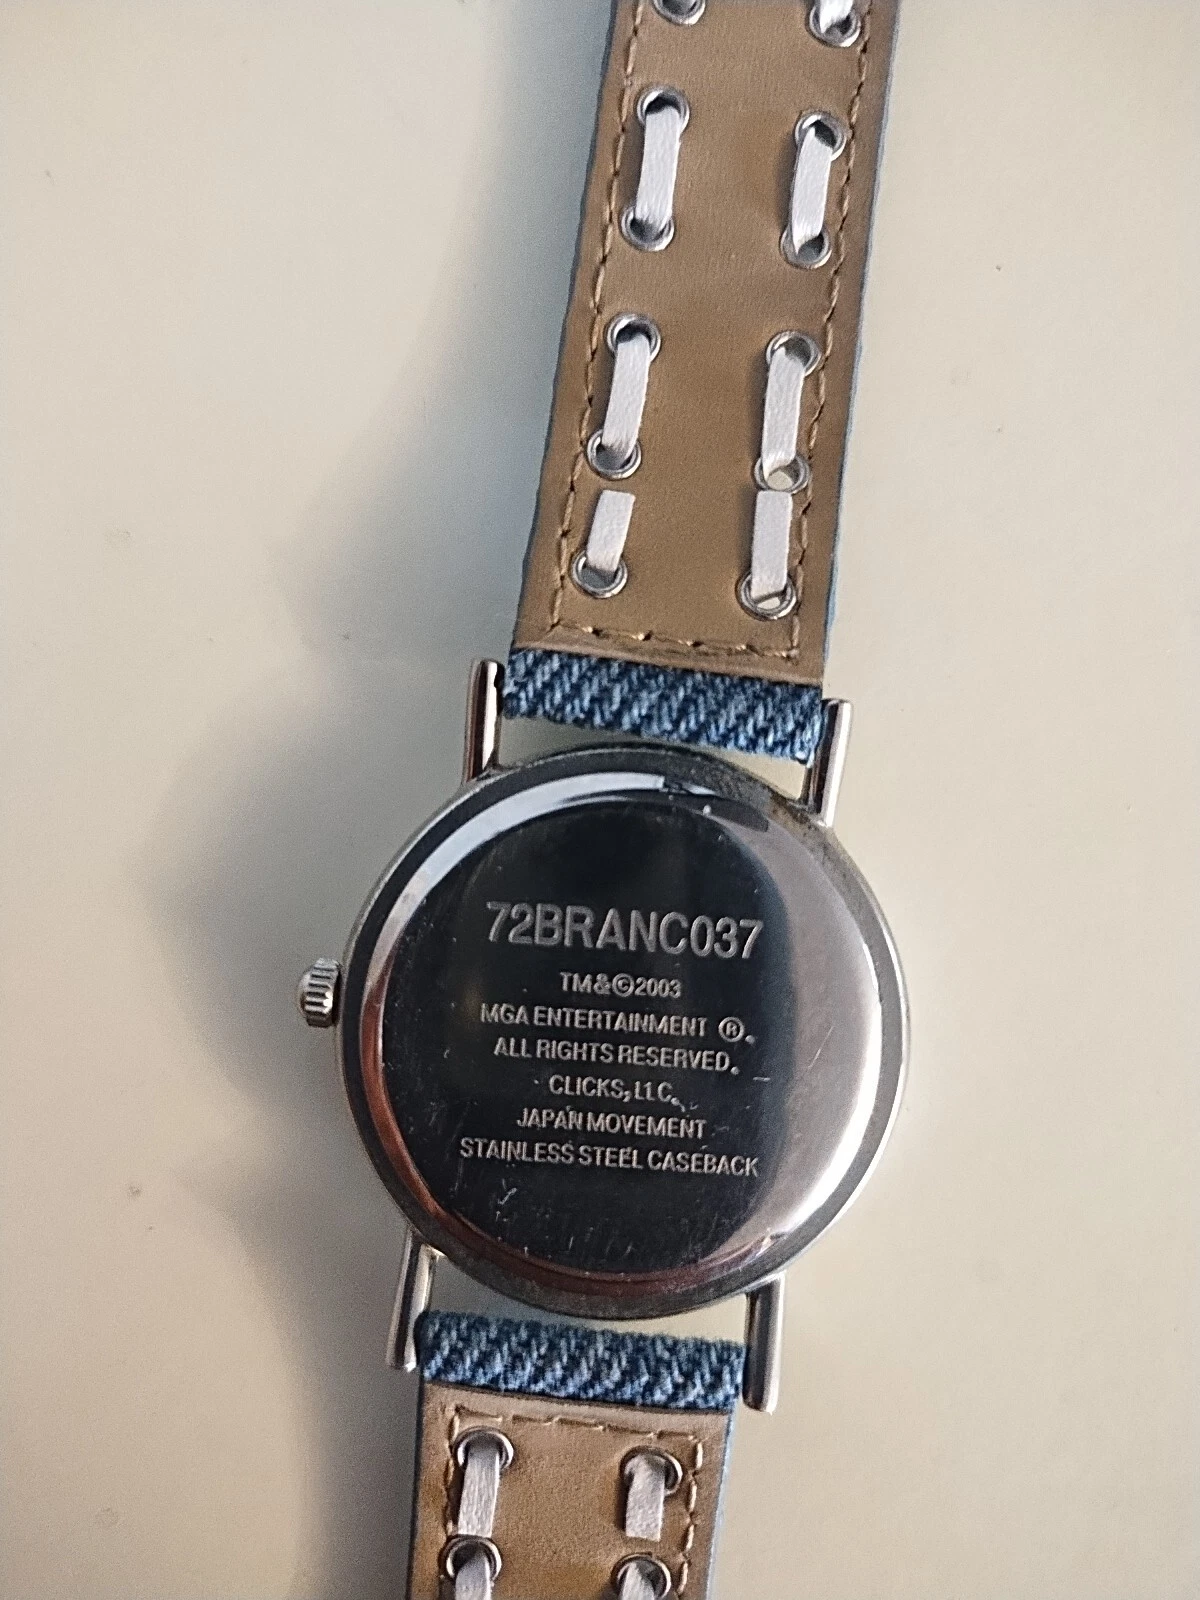 72BRANC037
TM&©2003
MGA ENTERTAINMENT ®.
ALL RIGHTS RESERVED.
CLICKS, LLC.
JAPAN MOVEMENT
STAINLESS STEEL CASEBACK